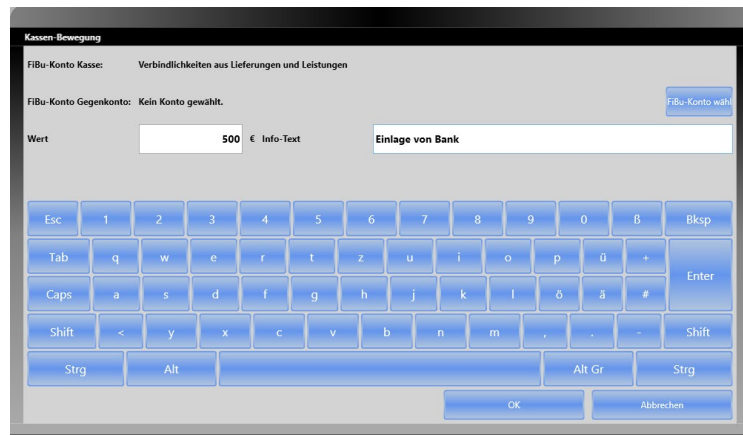 Kassen-Bewegung
FiBu-Konto Kasse: Verbindlichkeiten aus Lieferungen und Leistungen
FiBu-Konto Gegenkonto: Kein Konto gewählt. FiBu-Konto wähl
Wert 500 € Info-Text Einlage von Bank
Esc 1 2 3 4 5 6 7 8 9 0 ß Bksp
Tab q w e r t z u i o p ü +
Enter
Caps a s d f g h j k l ö ä #
Shift < y x c v b n m , . - Shift
Strg Alt Alt Gr Strg
OK Abbrechen